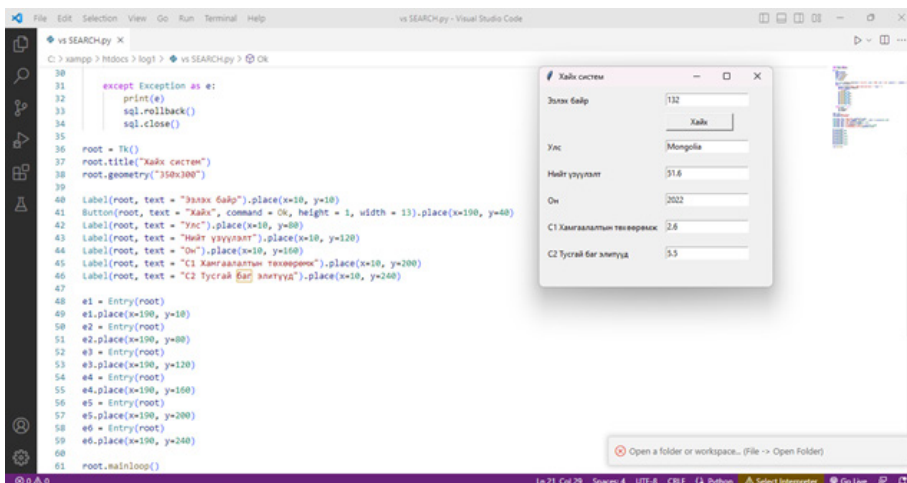 File Edit Selection View Go Run Terminal Help
vs SEARCH.py - Visual Studio Code
vs SEARCH.py
C: > xampp > htdocs > log1 > vs SEARCH.py > Ok
30
31 except Exception as e:
32 print(e)
33 sql.rollback()
34 sql.close()
35
36 root = Tk()
37 root.title("Хайх систем")
38 root.geometry("350x300")
39
40 Label(root, text = "Эзлэх байр").place(x=10, y=10)
41 Button(root, text = "Хайх", command = Ok, height = 1, width = 13).place(x=190, y=40)
42 Label(root, text = "Улс").place(x=10, y=80)
43 Label(root, text = "Нийт үзүүлэлт").place(x=10, y=120)
44 Label(root, text = "Он").place(x=10, y=160)
45 Label(root, text = "C1 Хамгаалалтын төхөөрөмж").place(x=10, y=200)
46 Label(root, text = "C2 Тусгай баг элитүүд").place(x=10, y=240)
47
48 e1 = Entry(root)
49 e1.place(x=190, y=10)
50 e2 = Entry(root)
51 e2.place(x=190, y=80)
52 e3 = Entry(root)
53 e3.place(x=190, y=120)
54 e4 = Entry(root)
55 e4.place(x=190, y=160)
56 e5 = Entry(root)
57 e5.place(x=190, y=200)
58 e6 = Entry(root)
59 e6.place(x=190, y=240)
60
61 root.mainloop()
Хайх систем
Эзлэх байр 132
Хайх
Улс Mongolia
Нийт үзүүлэлт 51.6
Он 2022
C1 Хамгаалалтын төхөөрөмж 2.6
C2 Тусгай баг элитүүд 5.5
Open a folder or workspace... (File -> Open Folder)
0 0 Ln 21, Col 29 Spaces: 4 UTF-8 CRLF Python Select Interpreter Go Live